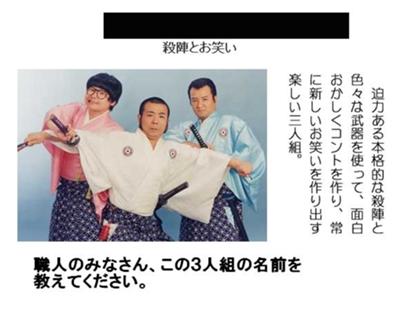 殺陣とお笑い
迫力ある本格的な殺陣と
色々な武器を使って、面白
おかしくコントを作り、常
に新しいお笑いを作り出す
楽しい三人組。
職人のみなさん、この3人組の名前を
教えてください。